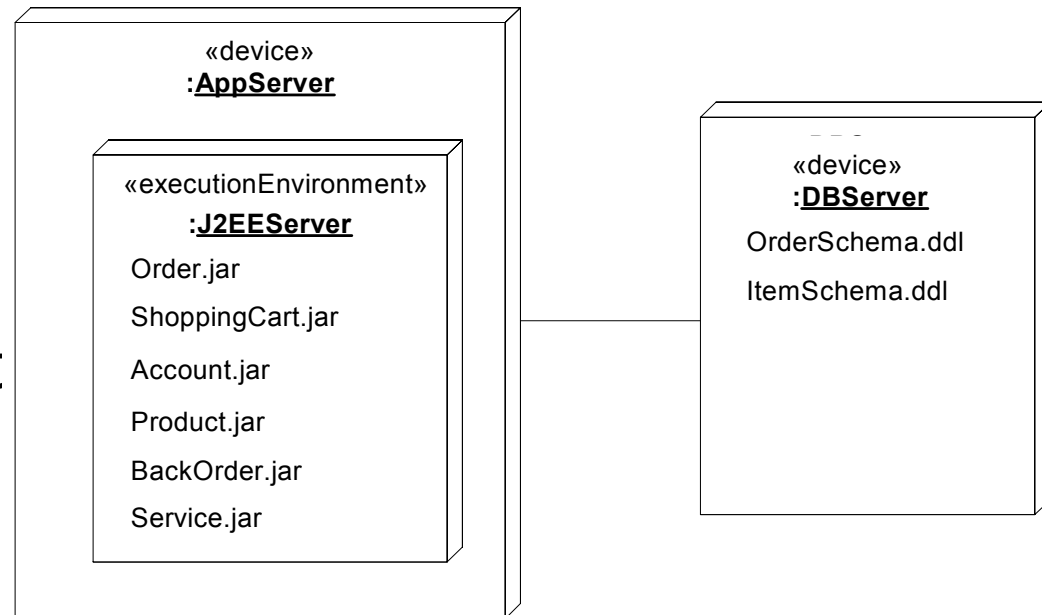 «device»
:AppServer
«executionEnvironment»
:J2EEServer
Order.jar
ShoppingCart.jar
Account.jar
Product.jar
BackOrder.jar
Service.jar
«device»
:DBServer
OrderSchema.ddl
ItemSchema.ddl